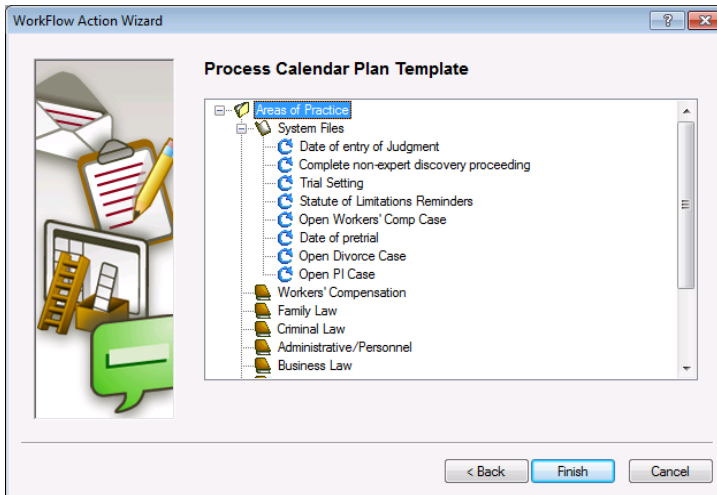 WorkFlow Action Wizard
Process Calendar Plan Template
Areas of Practice
System Files
Date of entry of Judgment
Complete non-expert discovery proceeding
Trial Setting
Statute of Limitations Reminders
Open Workers' Comp Case
Date of pretrial
Open Divorce Case
Open PI Case
Workers' Compensation
Family Law
Criminal Law
Administrative/Personnel
Business Law
< Back Finish Cancel